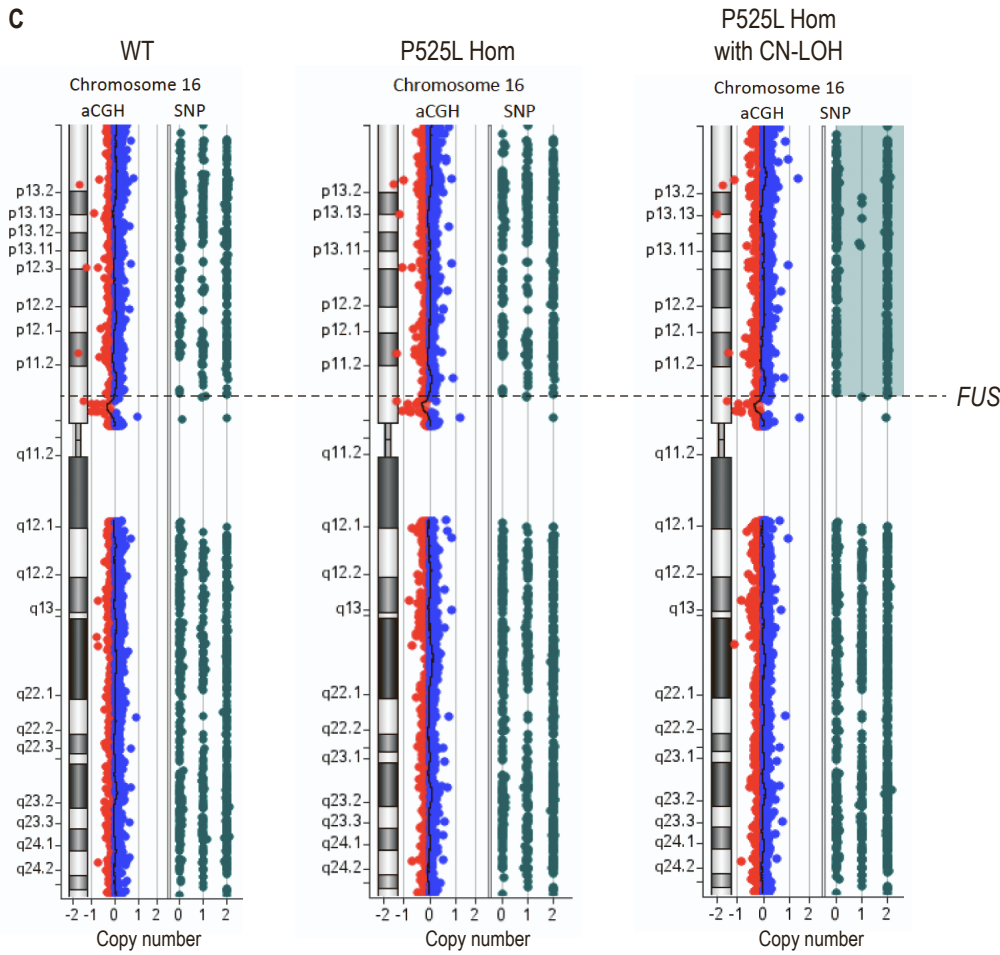 C
WT
Chromosome 16
aCGH SNP
p13.2
p13.13
p13.12
p13.11
p12.3
p12.2
p12.1
p11.2
q11.2
q12.1
q12.2
q13
q22.1
q22.2
q22.3
q23.2
q23.3
q24.1
q24.2
-2 -1 0 1 2 0 1 2
Copy number
P525L Hom
Chromosome 16
aCGH SNP
p13.2
p13.13
p13.11
p12.2
p12.1
p11.2
q11.2
q12.1
q12.2
q13
q22.1
q22.2
q23.1
q23.2
q23.3
q24.1
q24.2
-2 -1 0 1 2 0 1 2
Copy number
P525L Hom
with CN-LOH
Chromosome 16
aCGH SNP
p13.2
p13.13
p13.11
p12.2
p12.1
p11.2
q11.2
q12.1
q12.2
q13
q22.1
q22.2
q23.1
q23.2
q23.3
q24.1
q24.2
-2 -1 0 1 2 0 1 2
Copy number
FUS